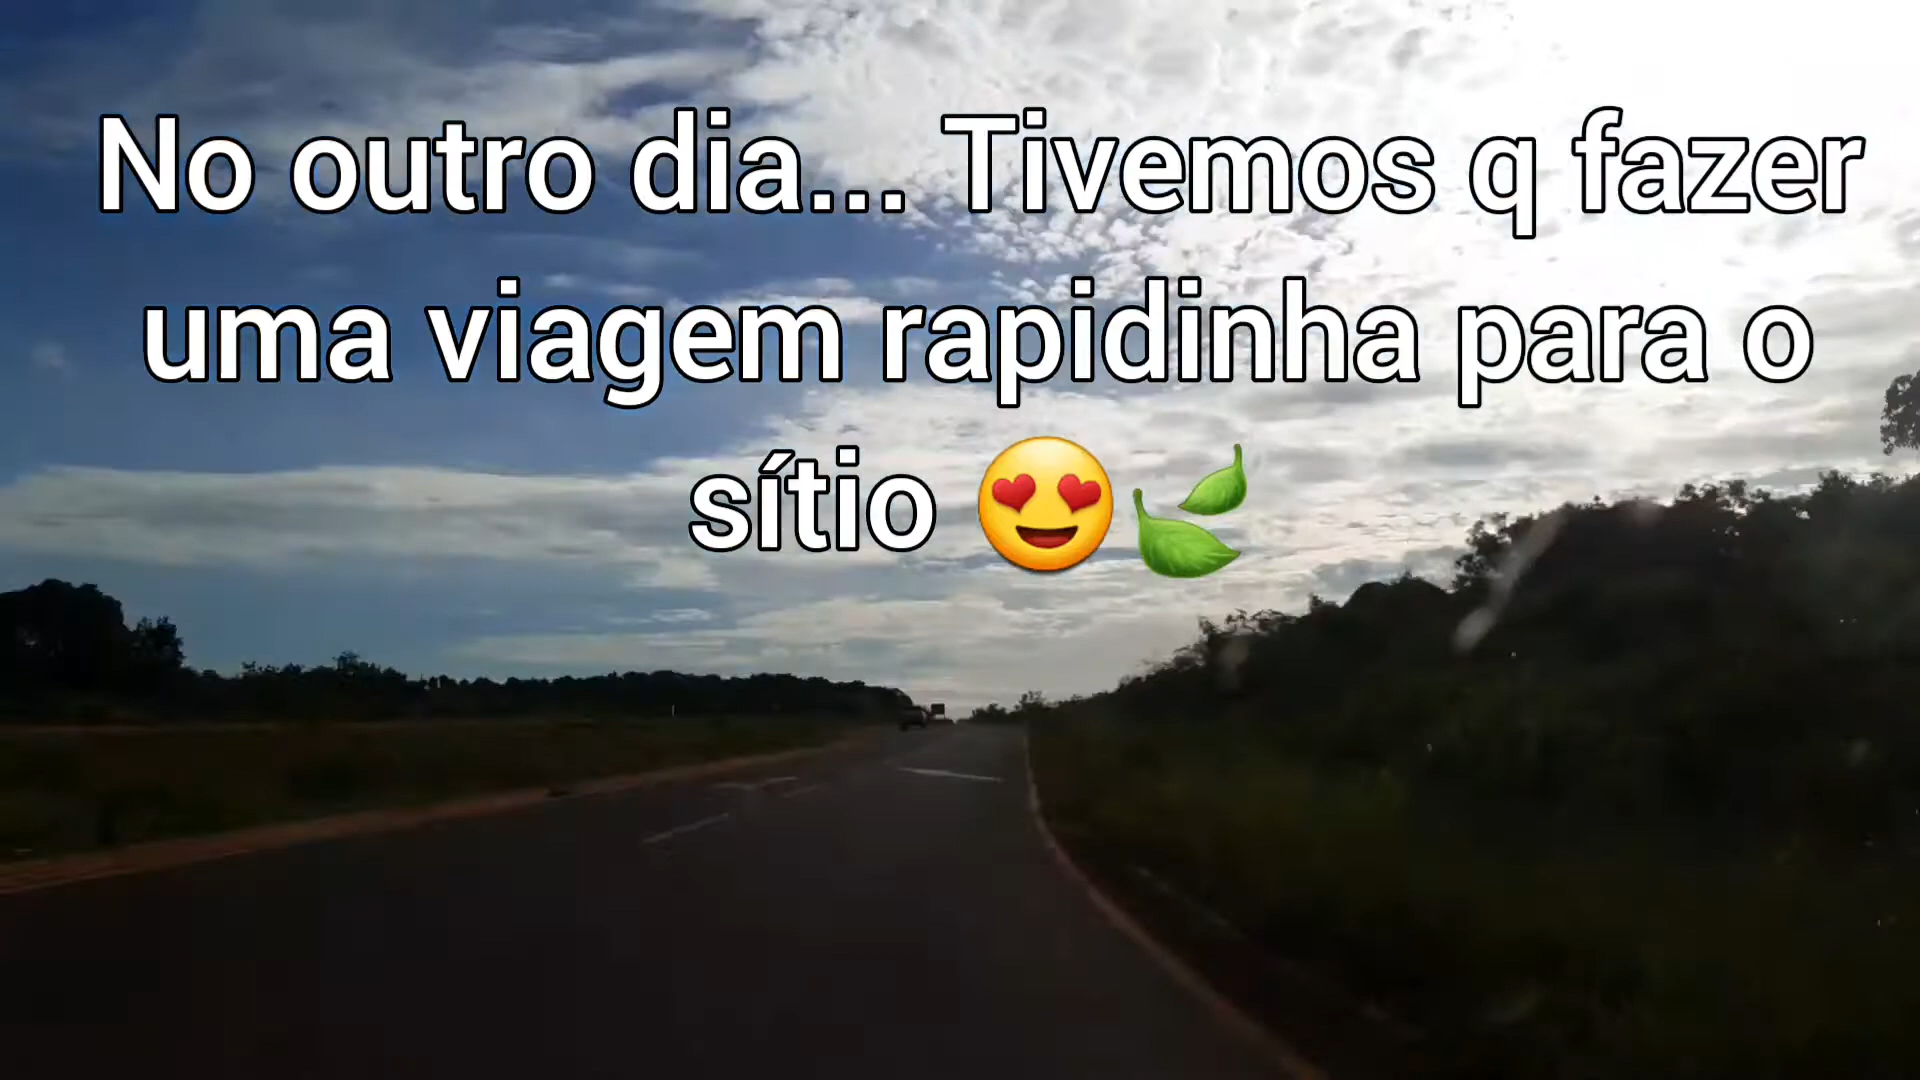 No outro dia... Tivemos q fazer
uma viagem rapidinha para o
sítio 😍🍃